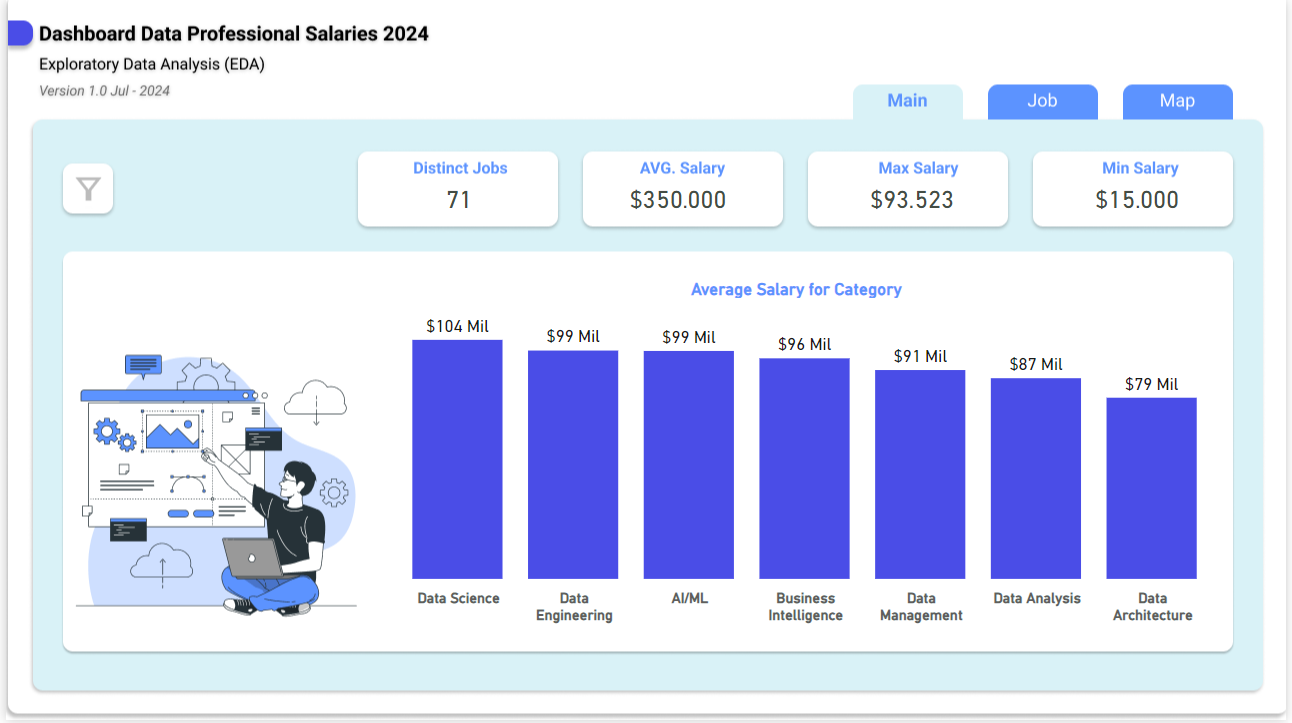 Dashboard Data Professional Salaries 2024
Exploratory Data Analysis (EDA)
Version 1.0 Jul - 2024
Main
Job
Map
Distinct Jobs
71
AVG. Salary
$350.000
Max Salary
$93.523
Min Salary
$15.000
Average Salary for Category
$104 Mil
$99 Mil
$99 Mil
$96 Mil
$91 Mil
$87 Mil
$79 Mil
Data Science
Data
Engineering
AI/ML
Business
Intelligence
Data
Management
Data Analysis
Data
Architecture